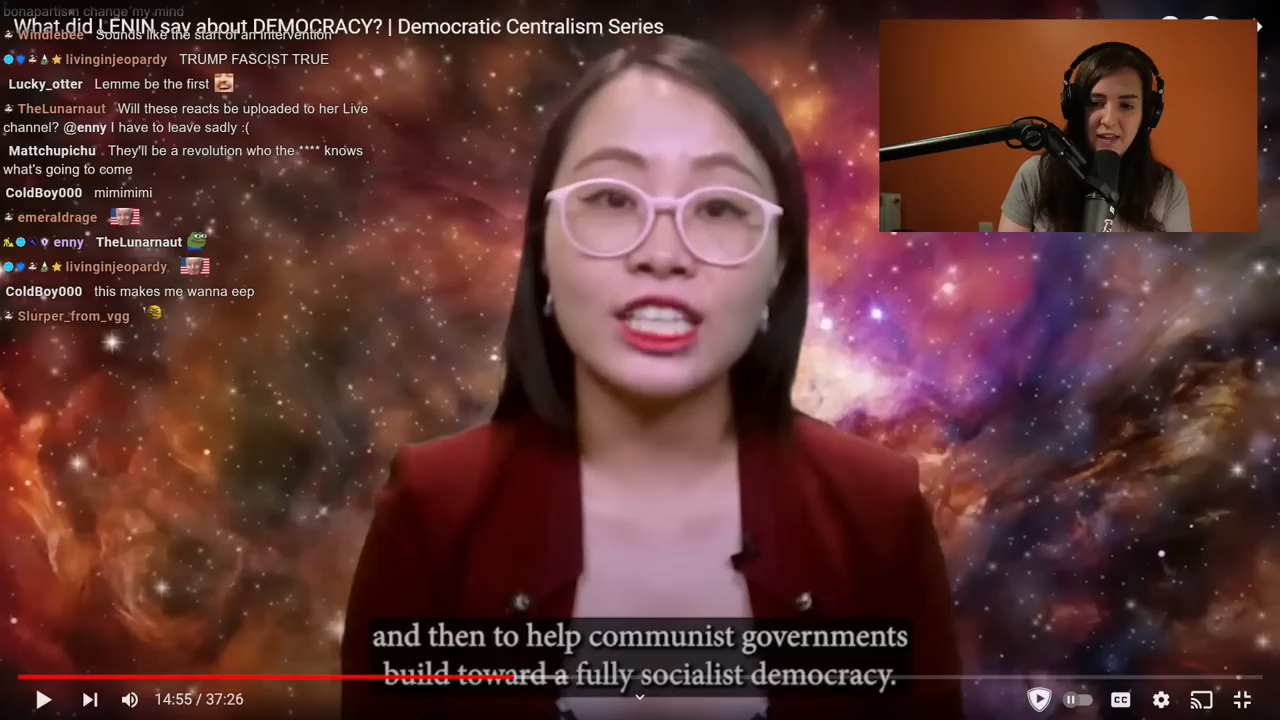 bonapartism change my mind
What did LENIN say about DEMOCRACY? | Democratic Centralism Series
Windlebee Sounds like the start of an intervention
livinginjeopardy TRUMP FASCIST TRUE
Lucky_otter Lemme be the first
TheLunarnaut Will these reacts be uploaded to her Live
channel? @enny I have to leave sadly :(
Mattchupichu They'll be a revolution who the **** knows
what's going to come
ColdBoy000 mimimimi
emeraldrage
enny TheLunarnaut
livinginjeopardy
ColdBoy000 this makes me wanna eep
Slurper_from_vgg
and then to help communist governments
build toward a fully socialist democracy.
14:55 / 37:26
CC